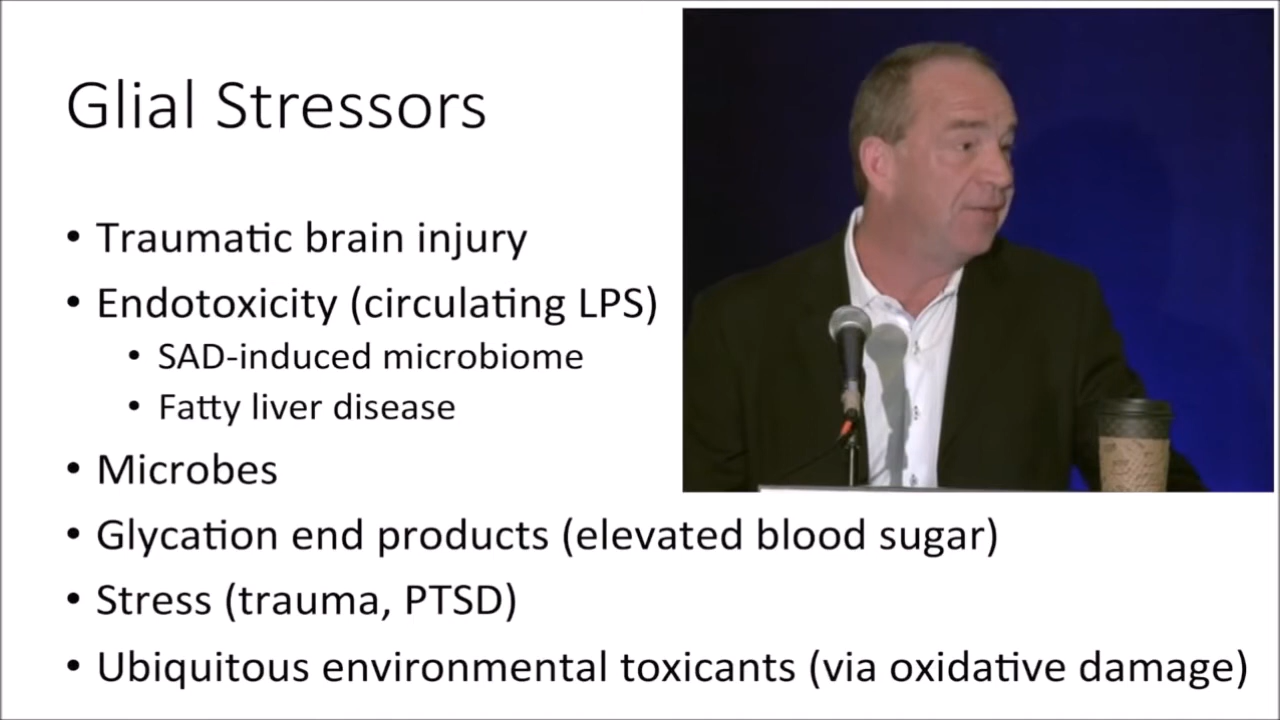 Glial Stressors
• Traumatic brain injury
• Endotoxicity (circulating LPS)
• SAD-induced microbiome
• Fatty liver disease
• Microbes
• Glycation end products (elevated blood sugar)
• Stress (trauma, PTSD)
• Ubiquitous environmental toxicants (via oxidative damage)